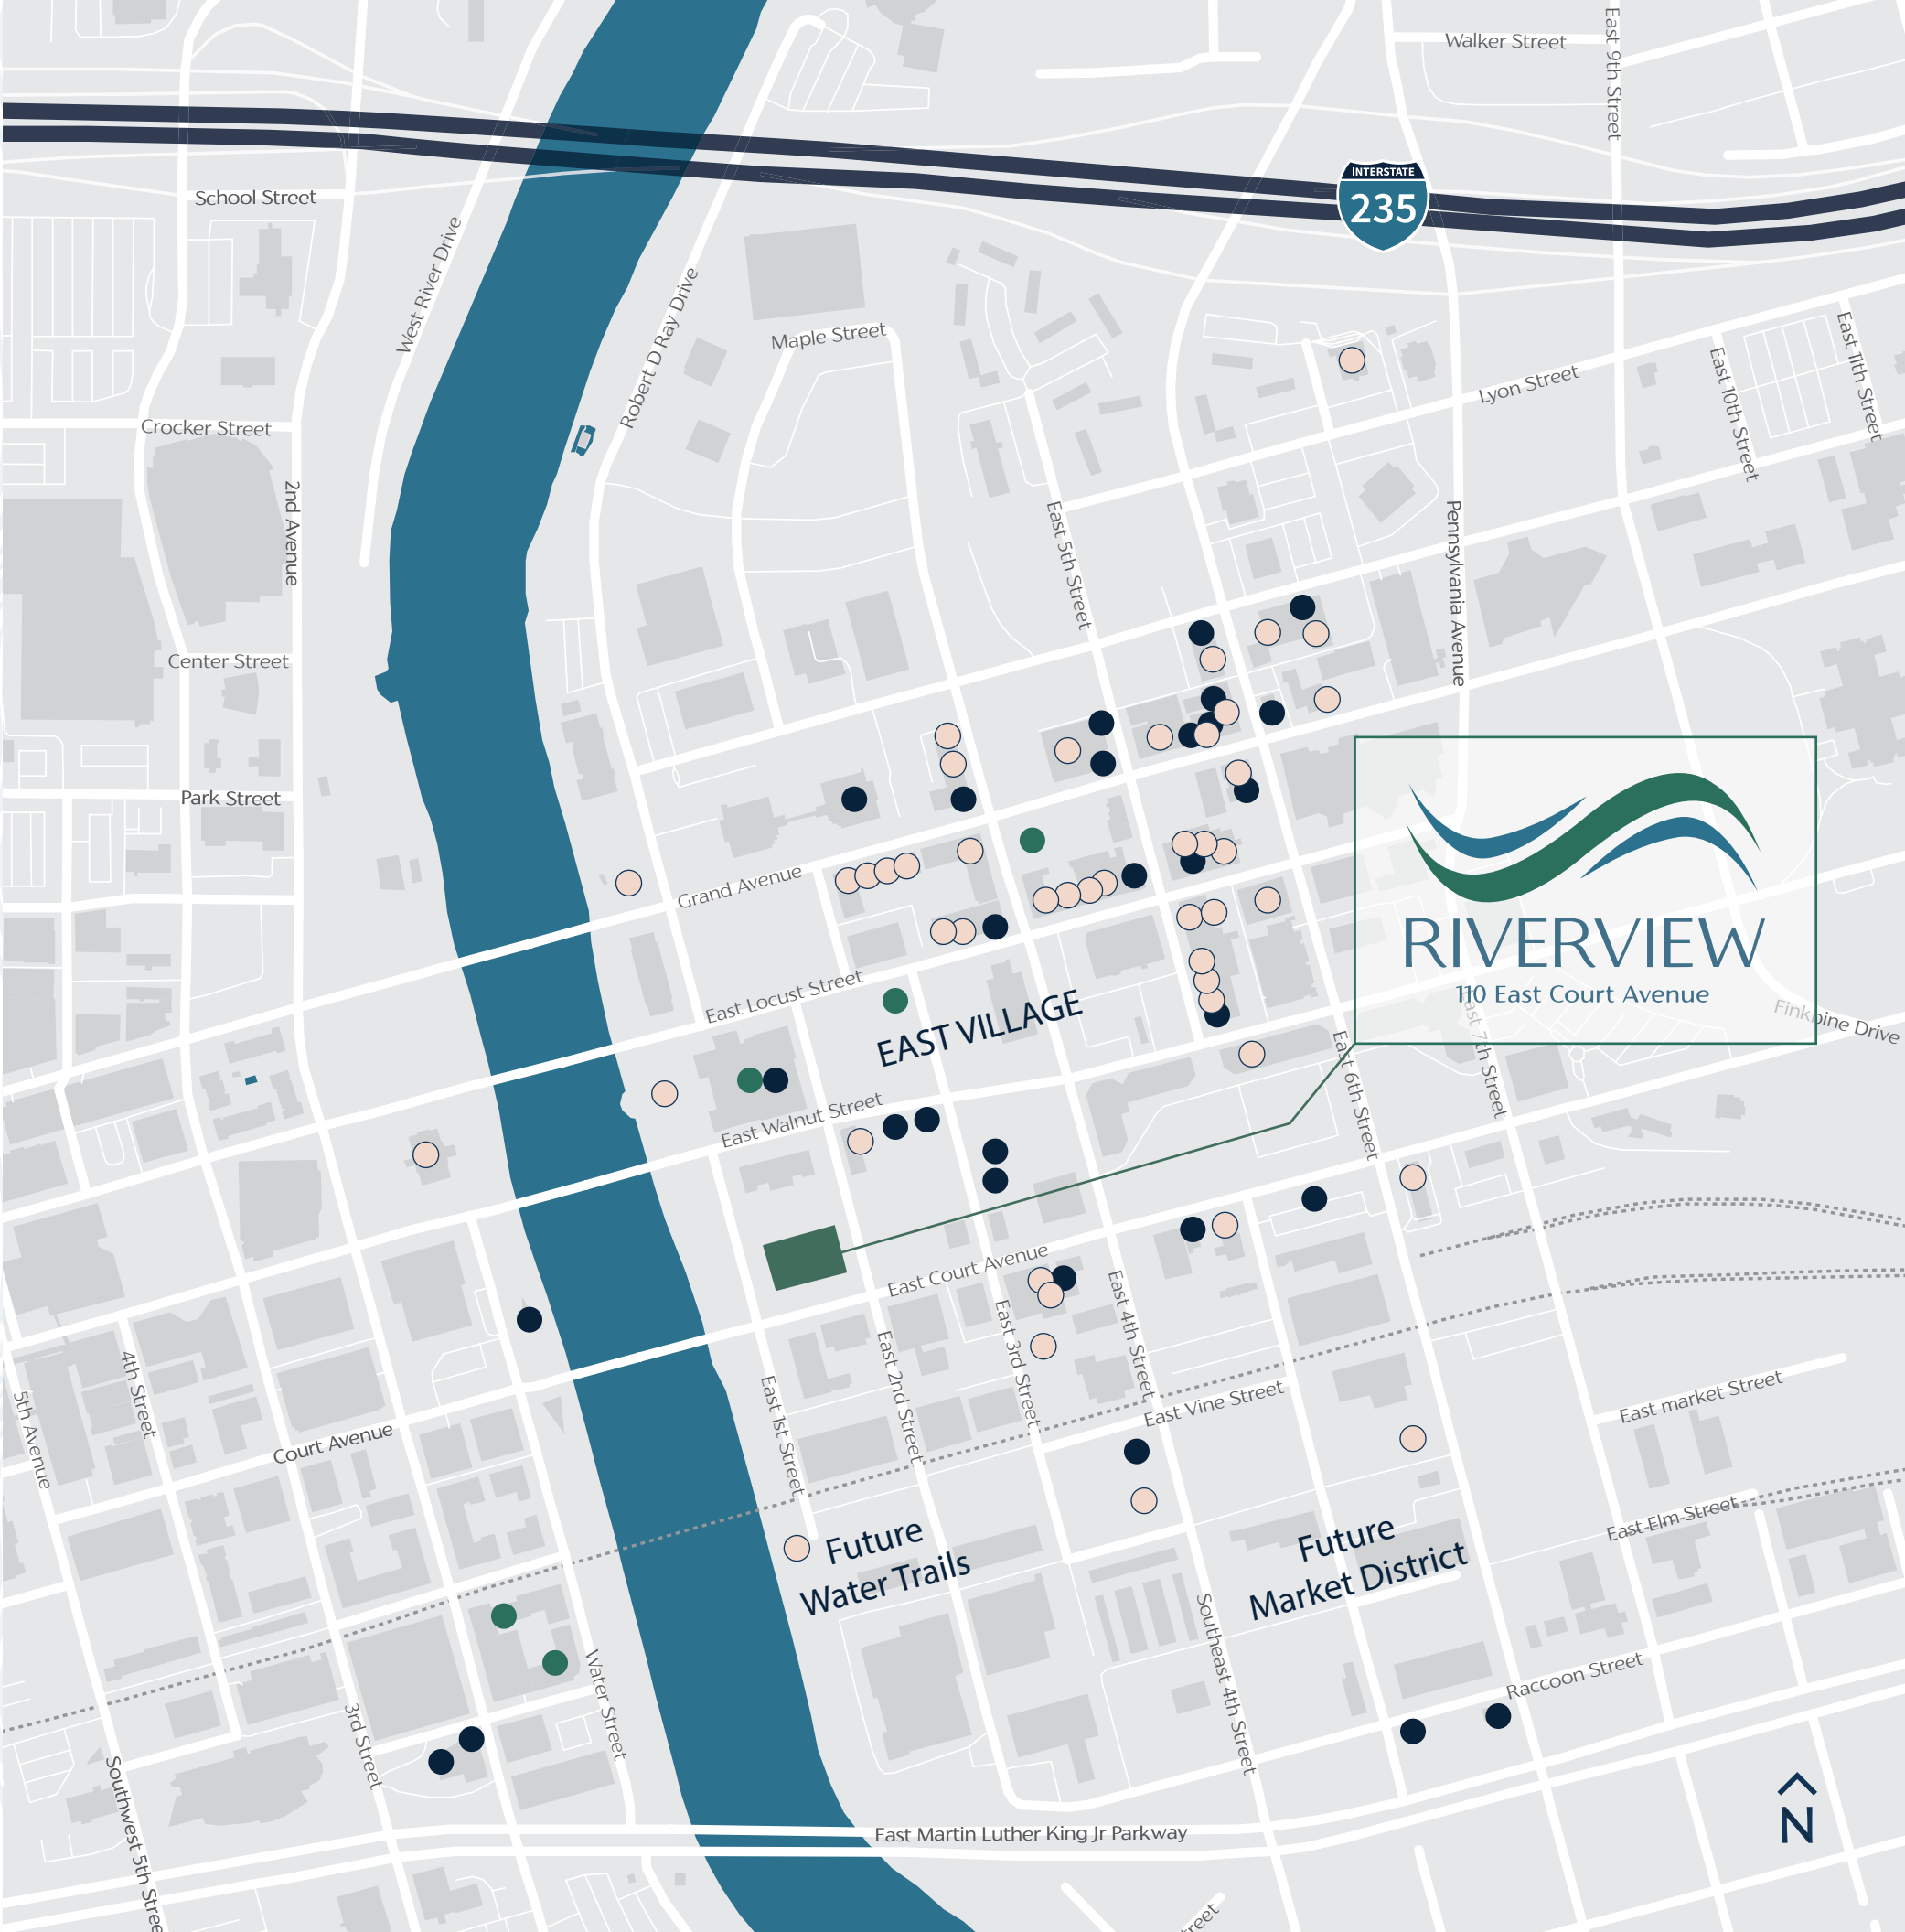 Walker Street
East 9th Street
INTERSTATE
235
School Street
West River Drive
Robert D Ray Drive
Maple Street
Lyon Street
East 10th Street
East 11th Street
Crocker Street
2nd Avenue
East 5th Street
Pennsylvania Avenue
Center Street
Park Street
Grand Avenue
RIVERVIEW
110 East Court Avenue
East Locust Street
EAST VILLAGE
Finkbine Drive
East 7th Street
East 6th Street
East Walnut Street
East Court Avenue
East 4th Street
East 3rd Street
East 2nd Street
East 1st Street
4th Street
5th Avenue
Court Avenue
East Vine Street
East market Street
East Elm Street
Future
Water Trails
Future
Market District
Southeast 4th Street
Raccoon Street
Water Street
3rd Street
Southwest 5th Stree
East Martin Luther King Jr Parkway
N
reet